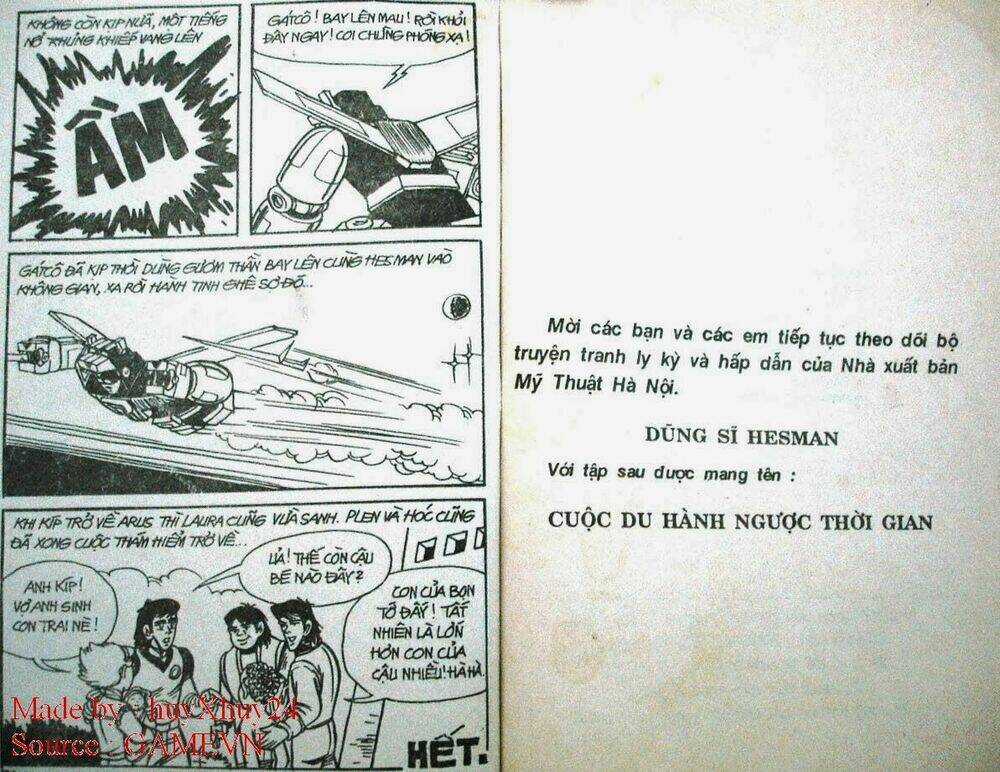 KHÔNG CÒN KỊP NỮA, MỘT TIẾNG
NỔ KHỦNG KHIẾP VANG LÊN
ẦM
GATCÔ! BAY LÊN MAU! RỜI KHỎI
ĐÂY NGAY! COI CHỪNG PHÓNG XẠ!
GATCÔ ĐÃ KỊP THỜI DÙNG GƯƠM THẦN BAY LÊN CÙNG HESMAN VÀO
KHÔNG GIAN, XA RỜI HÀNH TINH GHÊ SỢ ĐÓ...
KHI KÍP TRỞ VỀ ARUS THÌ LAURA CŨNG VỪA SANH. PLEN VÀ HÓC CŨNG
ĐÃ XONG CUỘC THÁM HIỂM TRỞ VỀ...
ANH KÍP!
VỢ ANH SINH
CON TRAI NÈ!
ỦA! THẾ CÒN CẬU
BÉ NÀO ĐÂY?
CON CỦA BỌN
TỚ ĐẤY! TẤT
NHIÊN LÀ LỚN
HƠN CON CỦA
CẬU NHIỀU! HÀ HÀ
HẾT.
Made by huyXhuy24
Source GAMEVN
Mời các bạn và các em tiếp tục theo dõi bộ
truyện tranh ly kỳ và hấp dẫn của Nhà xuất bản
Mỹ Thuật Hà Nội.
DŨNG SĨ HESMAN
Với tập sau được mang tên :
CUỘC DU HÀNH NGƯỢC THỜI GIAN